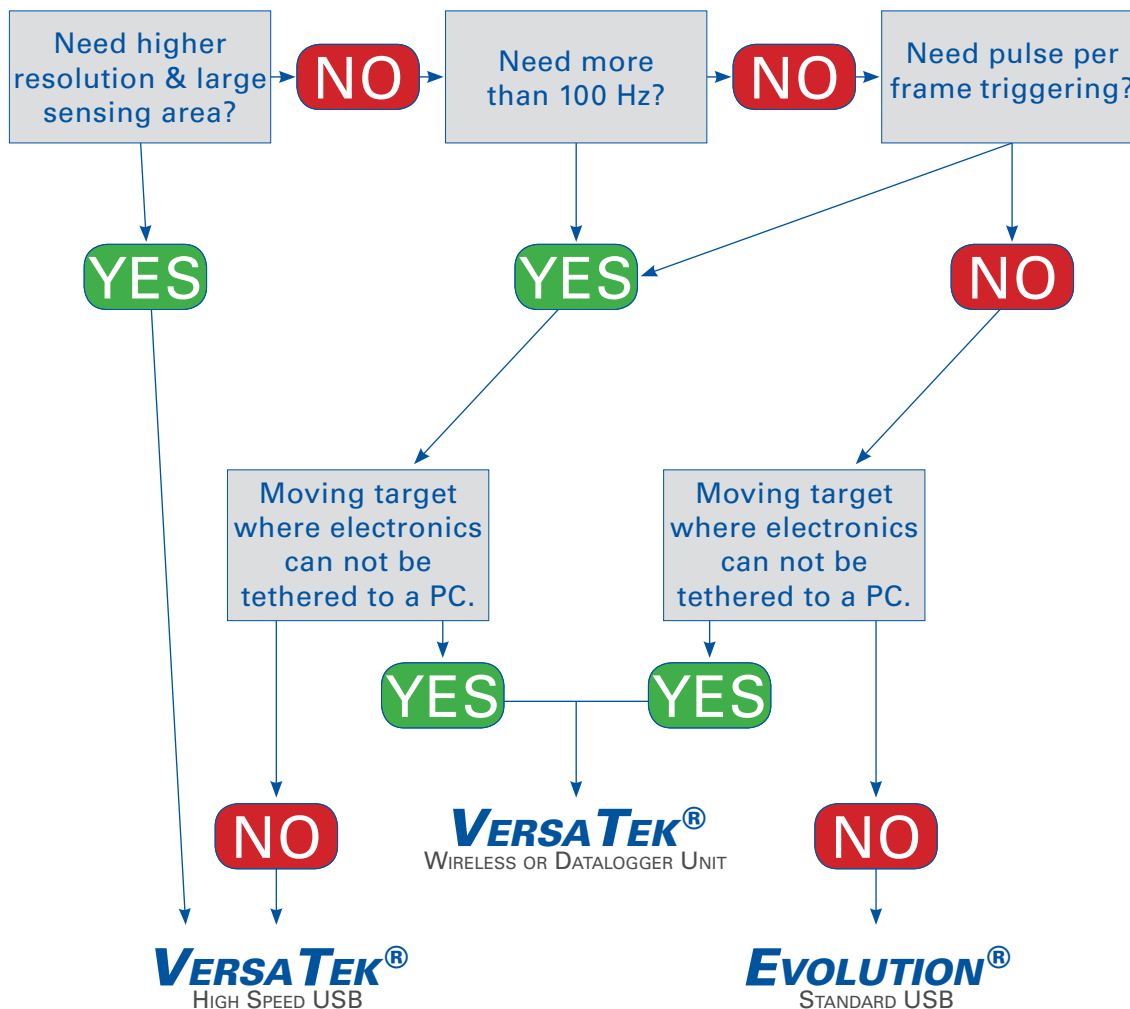 Need higher
resolution & large
sensing area?
NO
Need more
than 100 Hz?
NO
Need pulse per
frame triggering?
YES
YES
NO
Moving target
where electronics
can not be
tethered to a PC.
Moving target
where electronics
can not be
tethered to a PC.
YES
YES
NO
VERSATEK®
WIRELESS OR DATALOGGER UNIT
NO
VERSATEK®
HIGH SPEED USB
EVOLUTION®
STANDARD USB